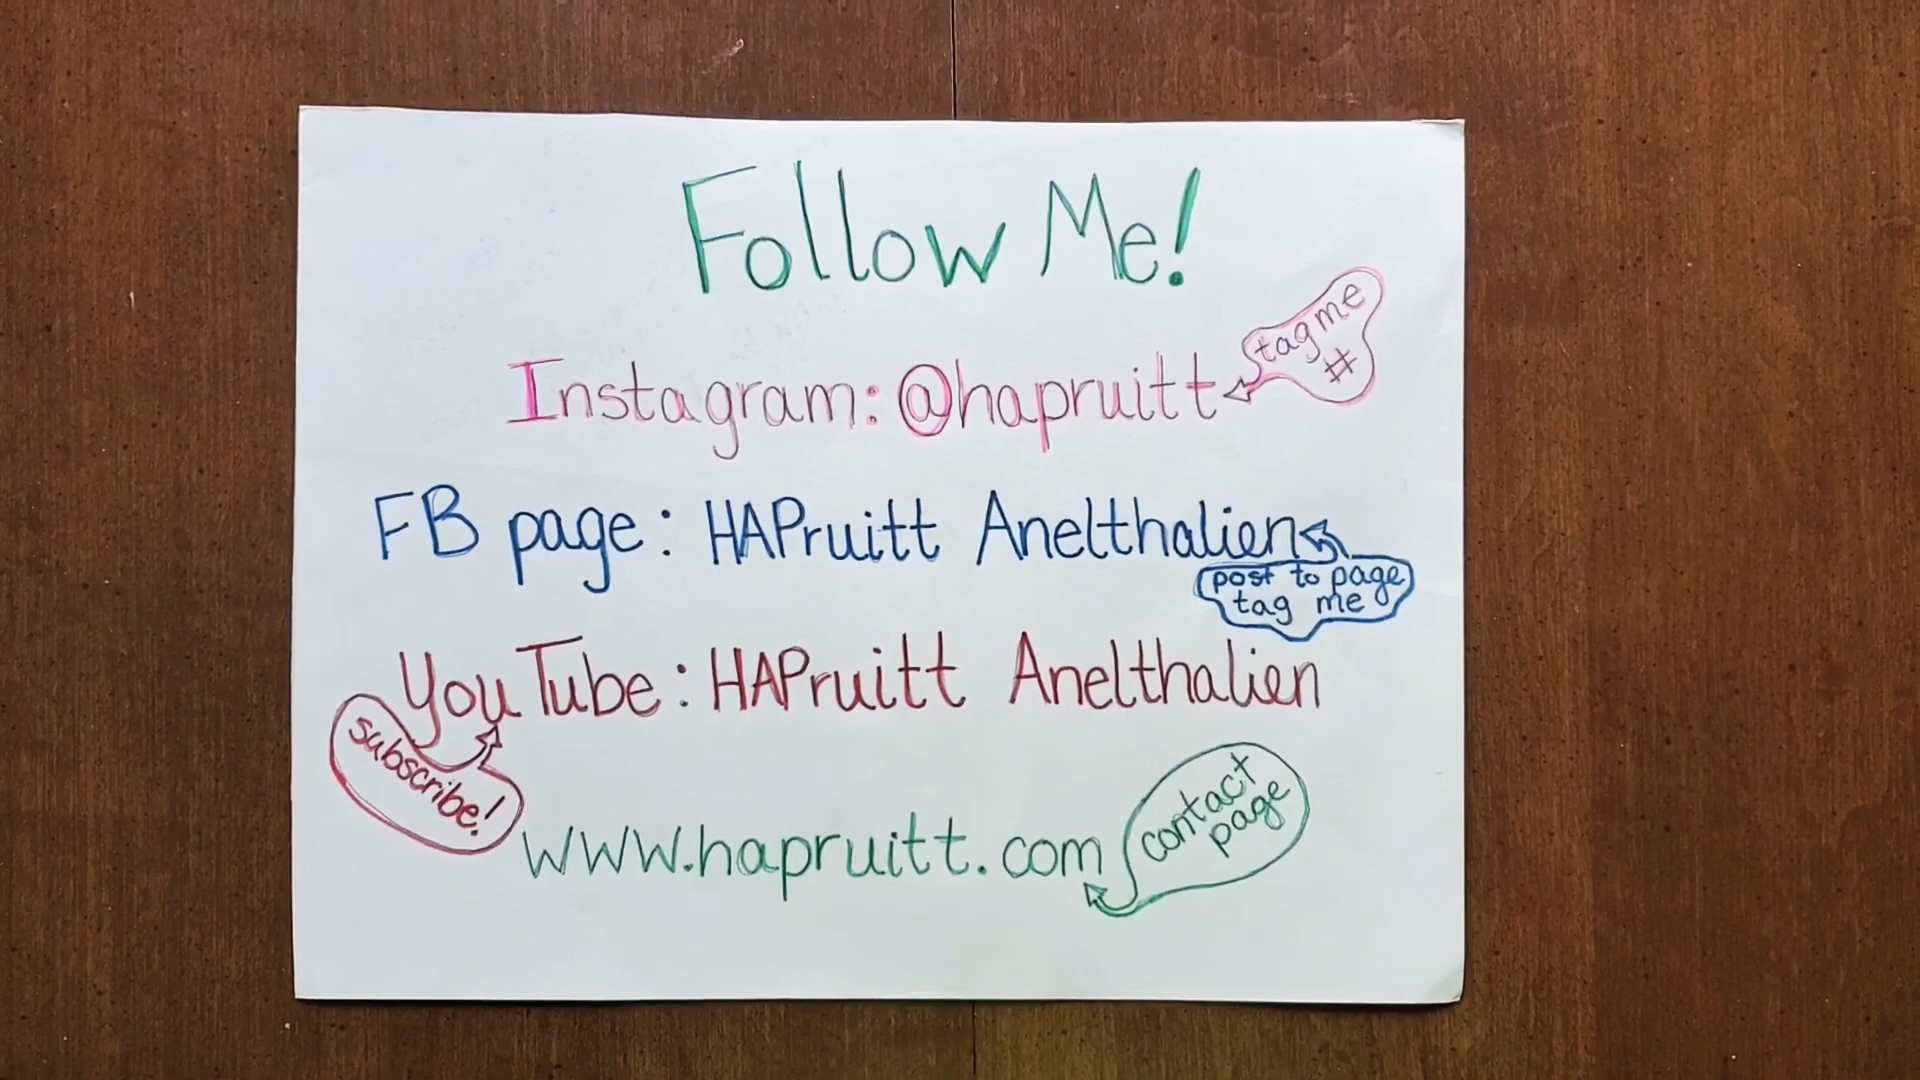 Follow Me!
tag me
#
Instagram: @hapruitt
FB page: HAPruitt Anelthalien
post to page
tag me
YouTube: HAPruitt Anelthalien
subscribe!
www.hapruitt.com
contact
page